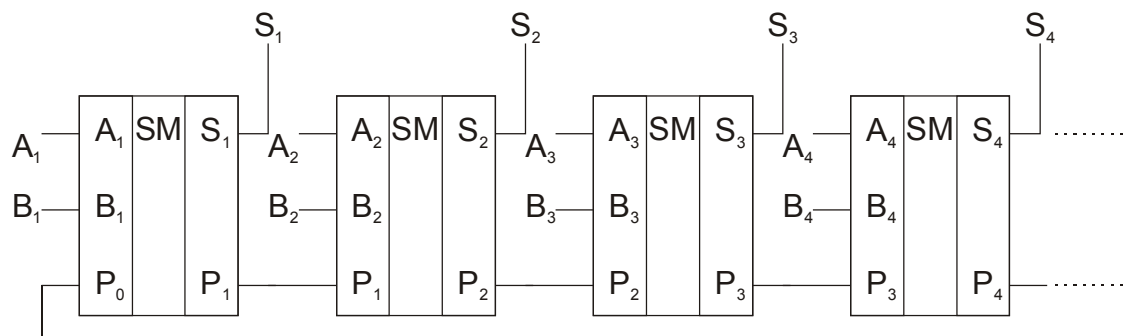 S₁ S₂ S₃ S₄
A₁ A₁ SM S₁ A₂ A₂ SM S₂ A₃ A₃ SM S₃ A₄ A₄ SM S₄
B₁ B₁ B₂ B₂ B₃ B₃ B₄ B₄
P₀ P₁ P₁ P₂ P₂ P₃ P₃ P₄